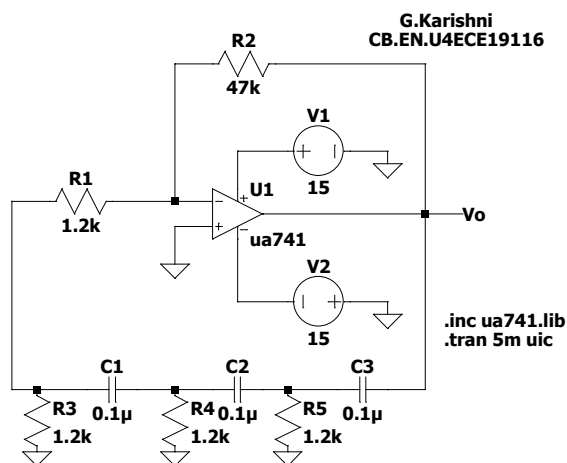 G.Karishni
CB.EN.U4ECE19116
R2
47k
V1
+
15
R1
1.2k
U1
+
-
+
-
ua741
Vo
V2
+
15
.inc ua741.lib
.tran 5m uic
C1
0.1µ
C2
0.1µ
C3
0.1µ
R3
1.2k
R4
1.2k
R5
1.2k